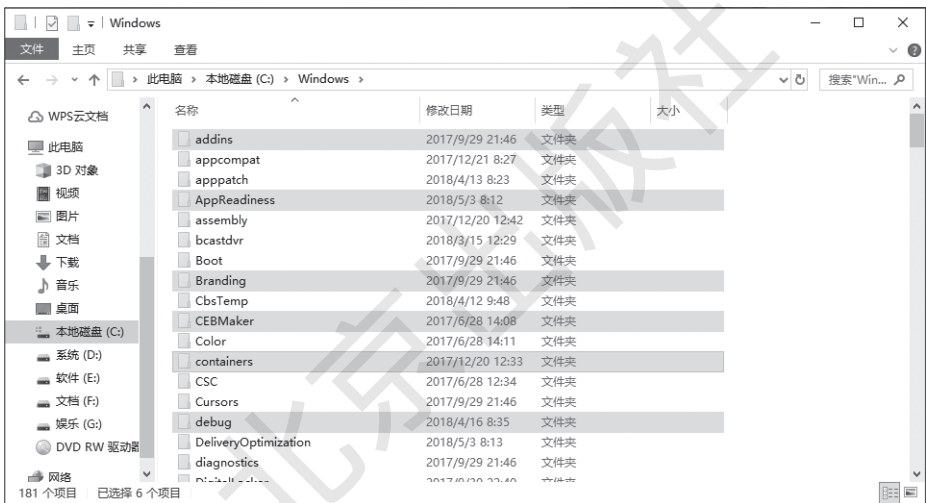 Windows
文件 主页 共享 查看
此电脑 > 本地磁盘 (C:) > Windows >
搜索"Win...
名称 修改日期 类型 大小
WPS云文档
此电脑
3D 对象
视频
图片
文档
下载
音乐
桌面
本地磁盘 (C:)
系统 (D:)
软件 (E:)
文档 (F:)
娱乐 (G:)
DVD RW 驱动器
网络
addins 2017/9/29 21:46 文件夹
appcompat 2017/12/21 8:27 文件夹
apppatch 2018/4/13 8:23 文件夹
AppReadiness 2018/5/3 8:12 文件夹
assembly 2017/12/20 12:42 文件夹
bcastdvr 2018/3/15 12:29 文件夹
Boot 2017/9/29 21:46 文件夹
Branding 2017/9/29 21:46 文件夹
CbsTemp 2018/4/12 9:48 文件夹
CEBMaker 2017/6/28 14:08 文件夹
Color 2017/6/28 14:11 文件夹
containers 2017/12/20 12:33 文件夹
CSC 2017/6/28 12:34 文件夹
Cursors 2017/9/29 21:46 文件夹
debug 2018/4/16 8:35 文件夹
DeliveryOptimization 2018/5/3 8:13 文件夹
diagnostics 2017/9/29 21:46 文件夹
181 个项目 已选择 6 个项目
北京出版社